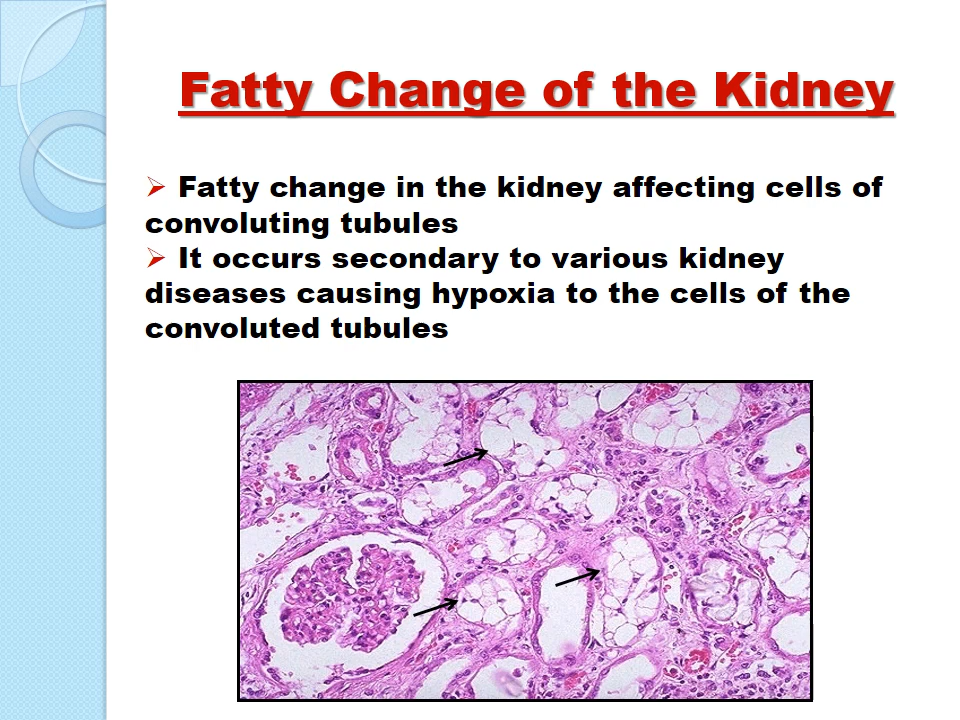 Fatty Change of the Kidney
➢ Fatty change in the kidney affecting cells of
convoluting tubules
➢ It occurs secondary to various kidney
diseases causing hypoxia to the cells of the
convoluted tubules